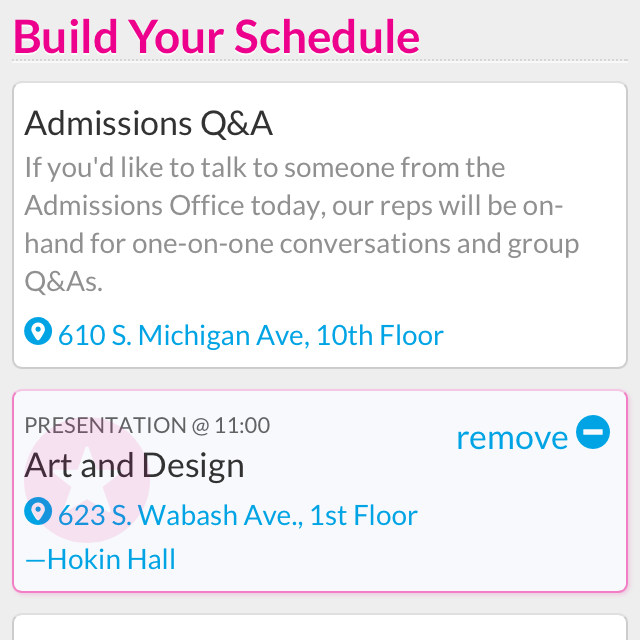 Build Your Schedule
Admissions Q&A
If you'd like to talk to someone from the
Admissions Office today, our reps will be on-
hand for one-on-one conversations and group
Q&As.
610 S. Michigan Ave, 10th Floor
PRESENTATION @ 11:00
remove
Art and Design
623 S. Wabash Ave., 1st Floor
—Hokin Hall